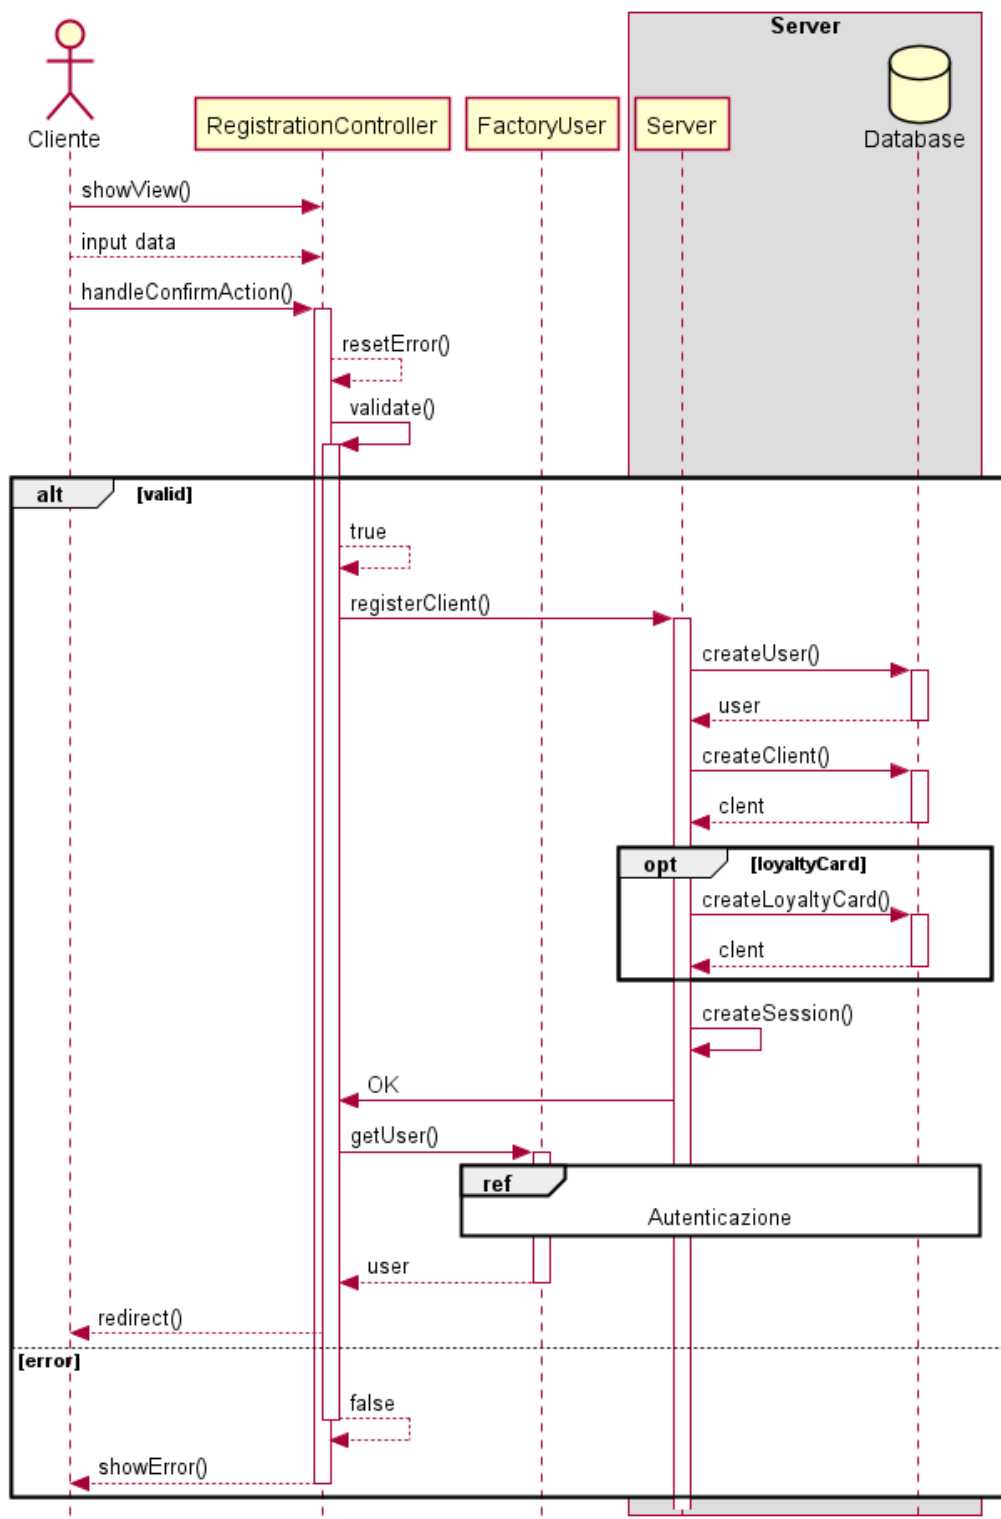 Server
Cliente
RegistrationController
FactoryUser
Server
Database
showView()
input data
handleConfirmAction()
resetError()
validate()
alt
[valid]
true
registerClient()
createUser()
user
createClient()
clent
opt
[loyaltyCard]
createLoyaltyCard()
clent
createSession()
OK
getUser()
ref
Autenticazione
user
redirect()
[error]
false
showError()